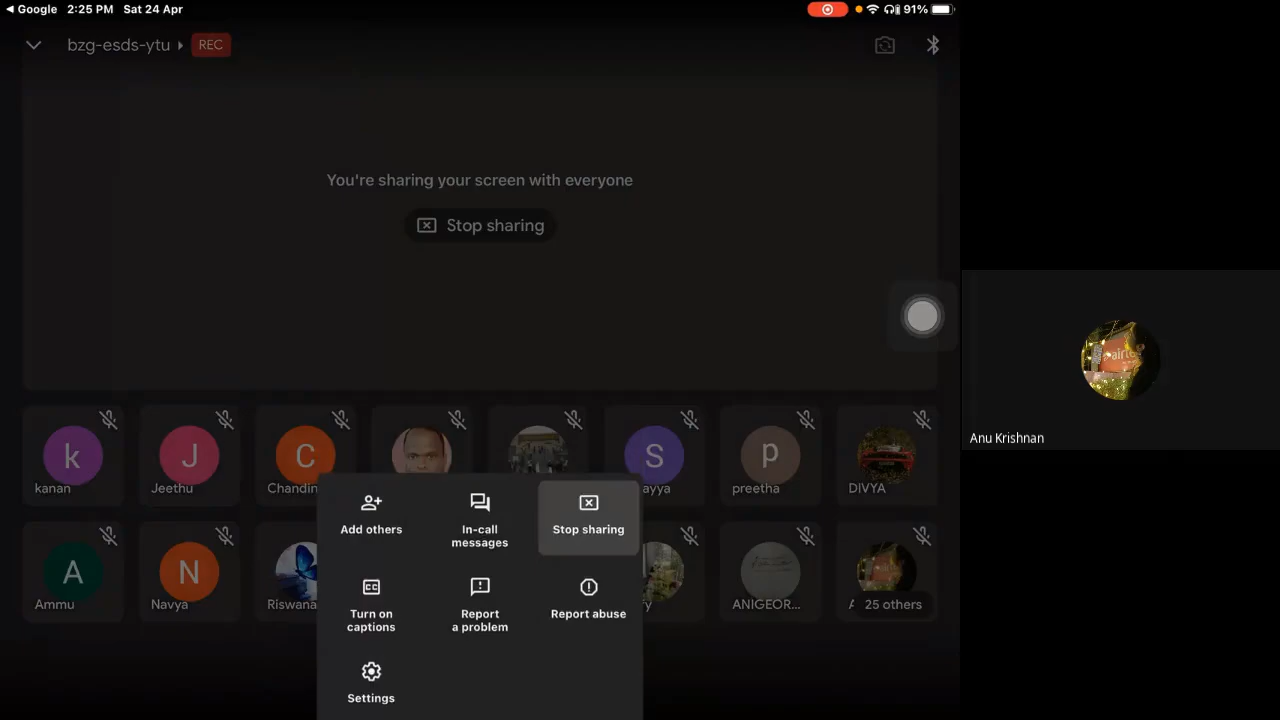 Google 2:25 PM Sat 24 Apr 91%
bzg-esds-ytu REC
You're sharing your screen with everyone
Stop sharing
k J C S p
kanan Jeethu Chandin ayya preetha DIVYA
Add others In-call messages Stop sharing
A N
Ammu Navya Riswana ANIGEOR... 25 others
CC
Turn on captions Report a problem Report abuse
Settings
airtel
Anu Krishnan